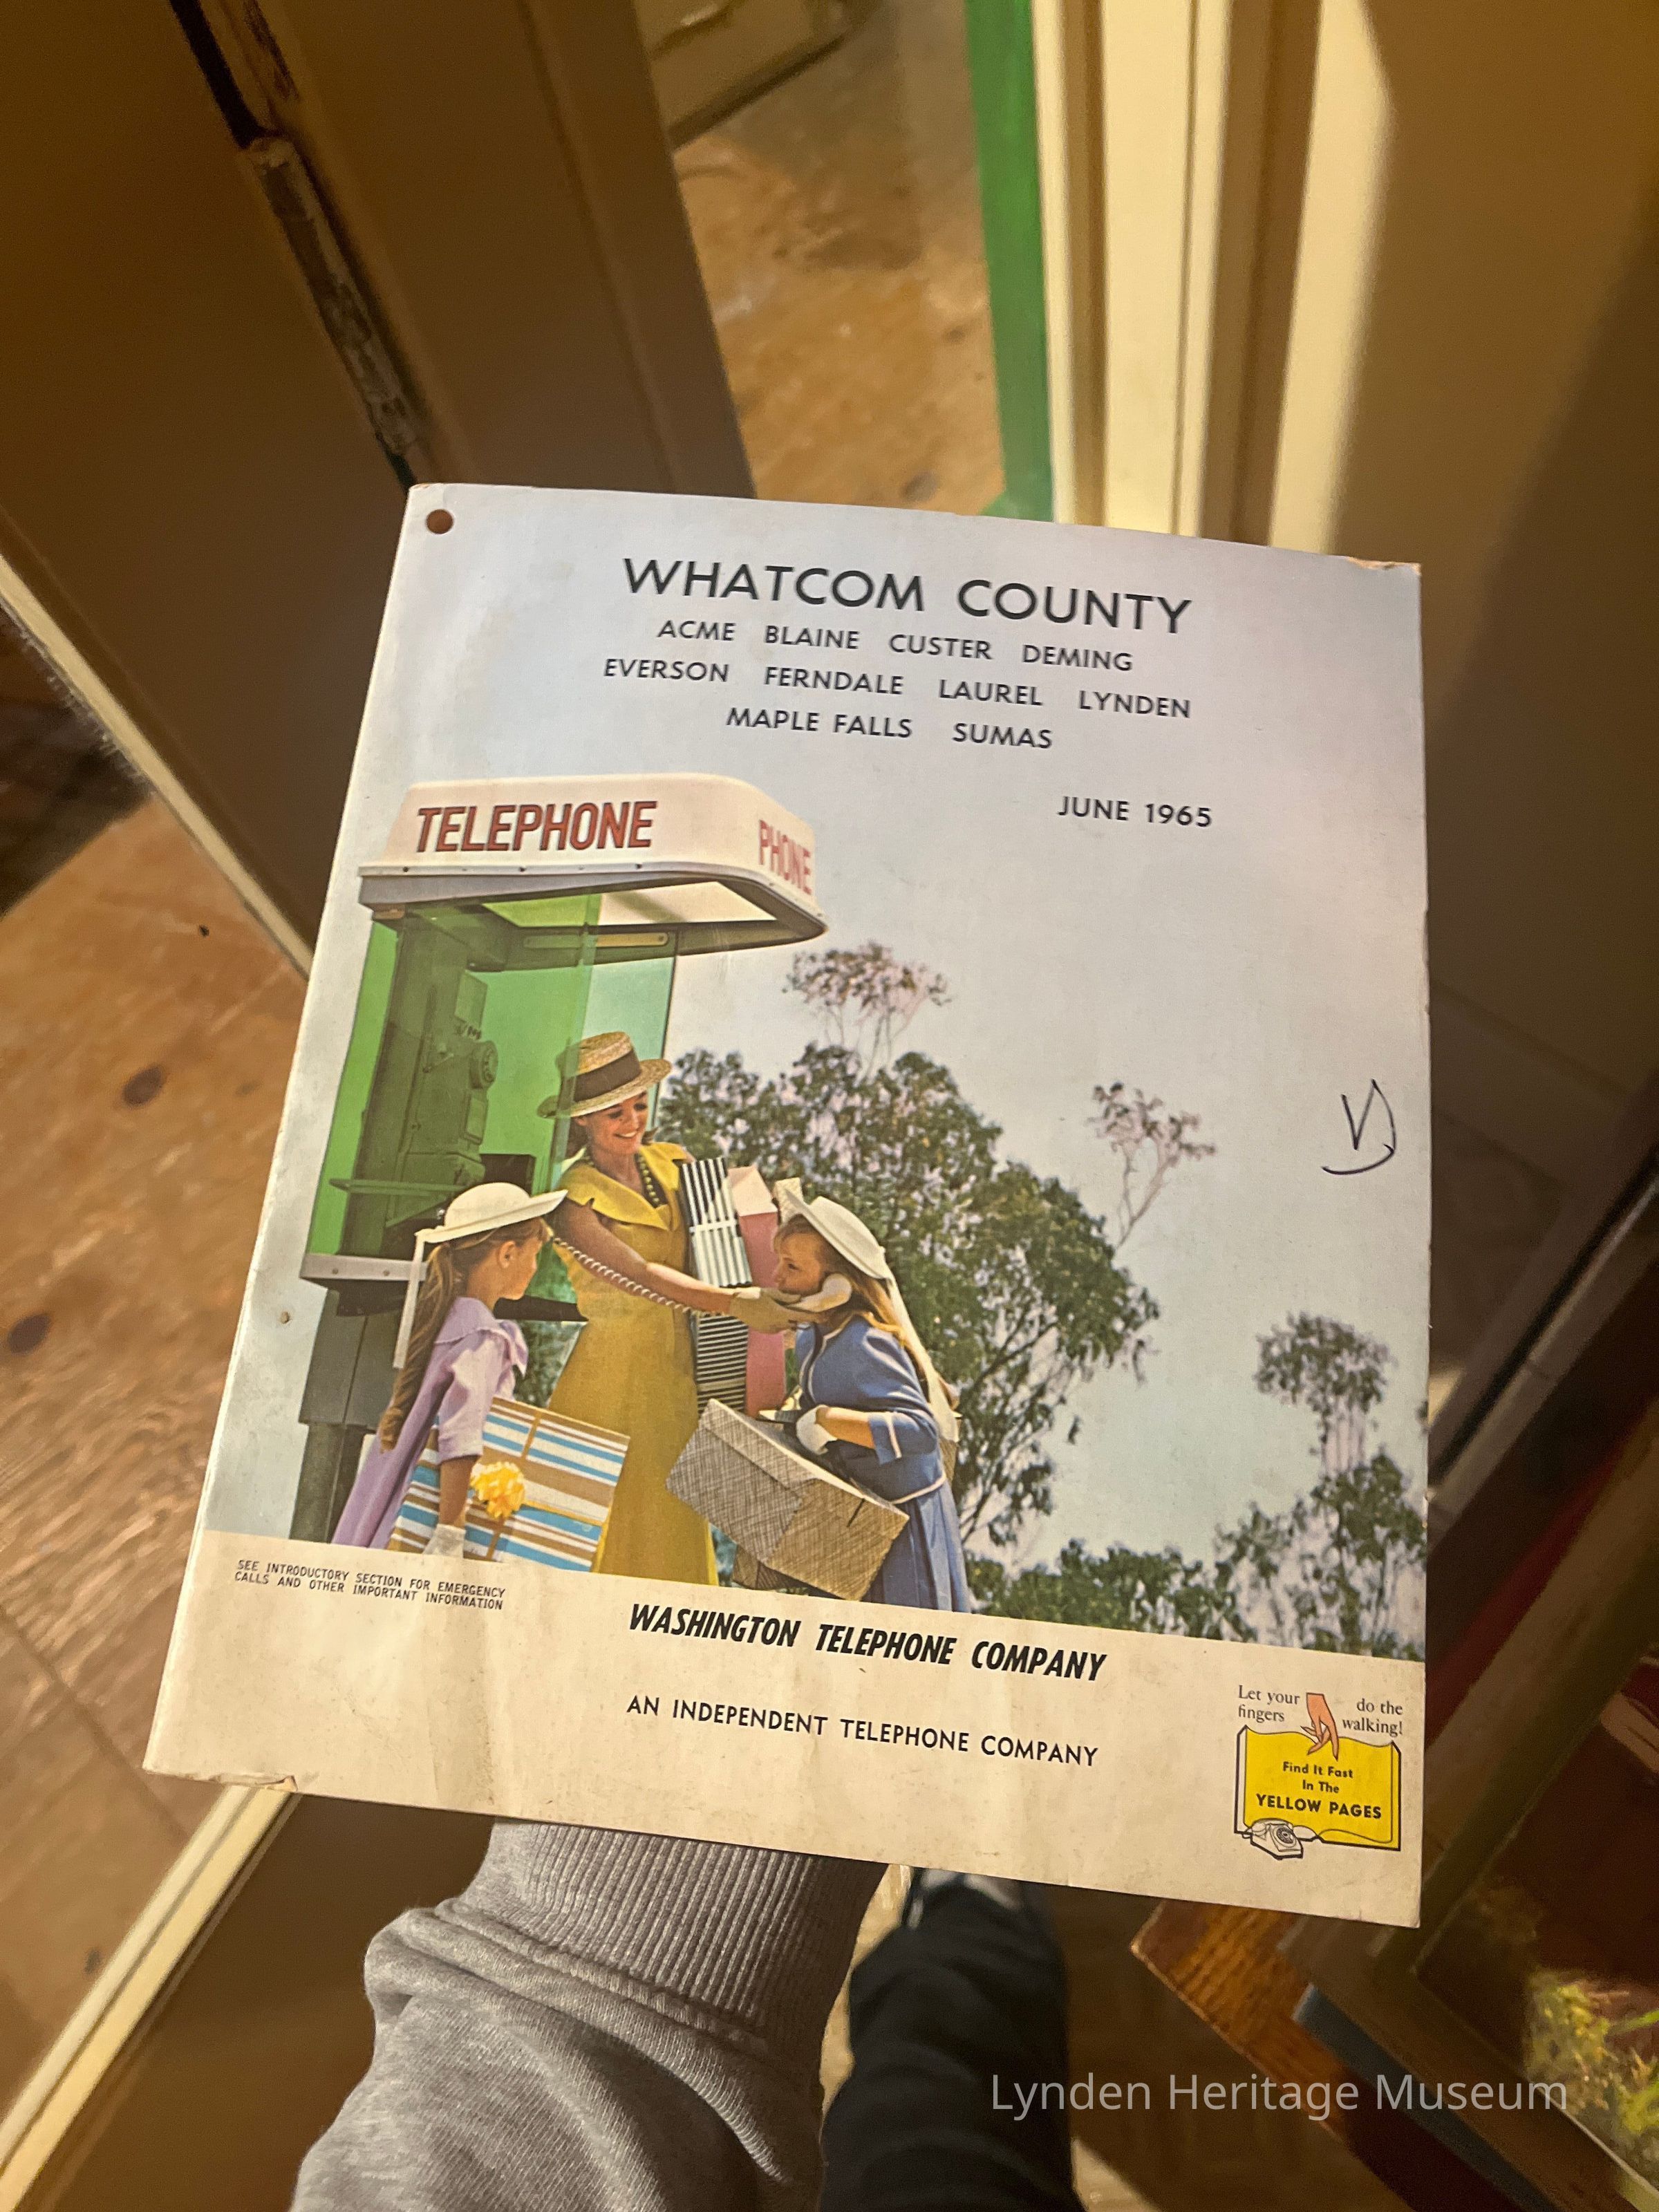 WHATCOM COUNTY
ACME BLAINE CUSTER DEMING
EVERSON FERNDALE LAUREL LYNDEN
MAPLE FALLS SUMAS
JUNE 1965
TELEPHONE
PHONE
SEE INTRODUCTORY SECTION FOR EMERGENCY
CALLS AND OTHER IMPORTANT INFORMATION
WASHINGTON TELEPHONE COMPANY
AN INDEPENDENT TELEPHONE COMPANY
Let your do the
fingers walking!
Find It Fast
In The
YELLOW PAGES
Lynden Heritage Museum